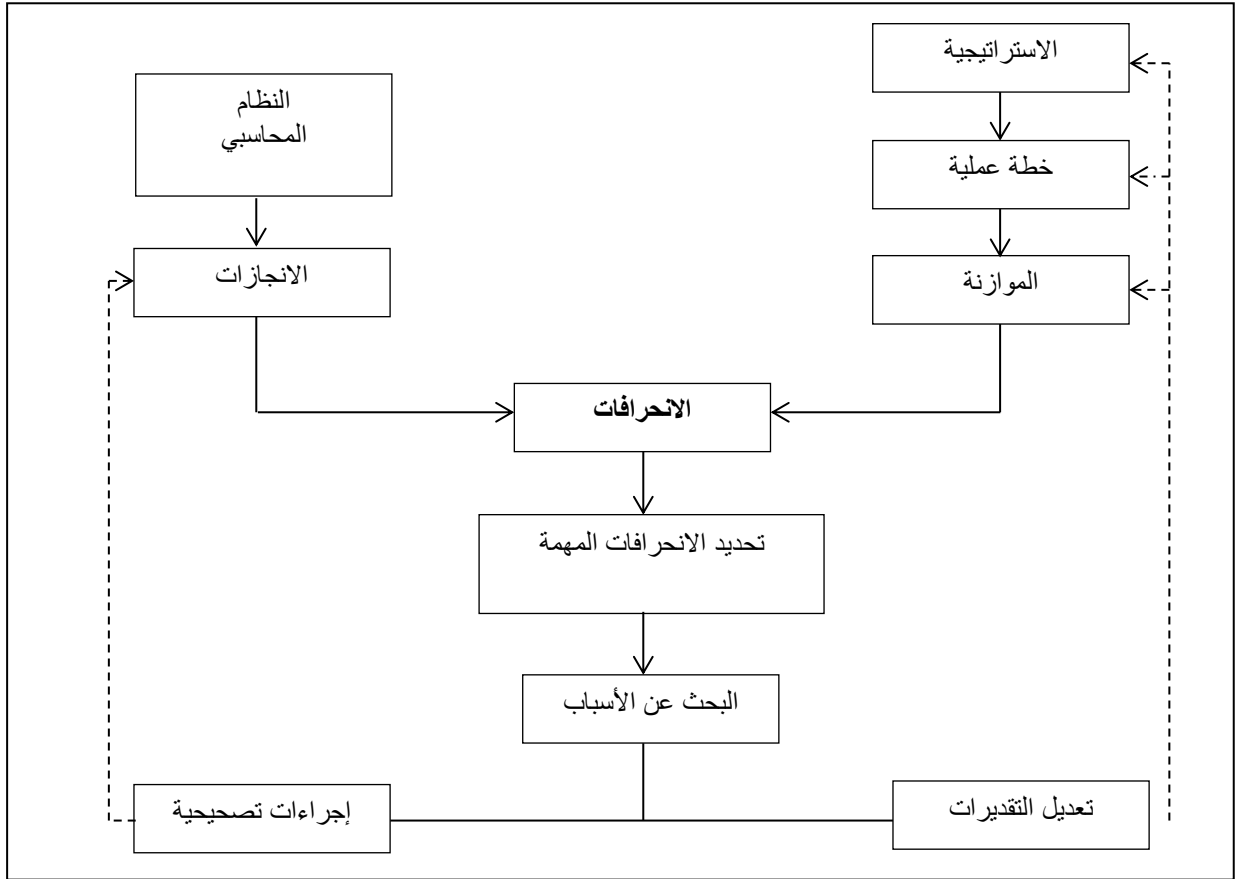 الاستراتيجية
النظام
المحاسبي
خطة عملية
الانجازات
الموازنة
الانحرافات
تحديد الانحرافات المهمة
البحث عن الأسباب
تعديل التقديرات
إجراءات تصحيحية